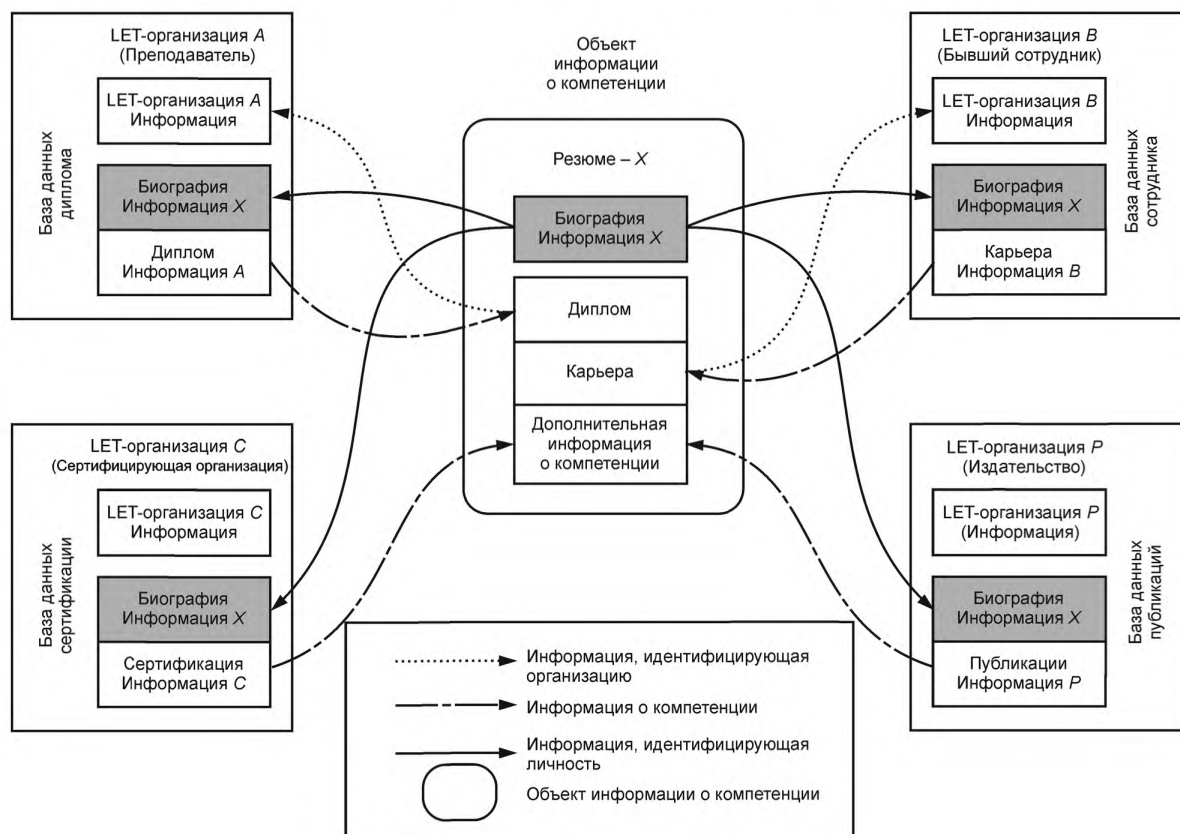 LET-организация A
(Преподаватель)
LET-организация A
Информация
База данных
диплома
Биография
Информация X
Диплом
Информация A
Объект
информации
о компетенции
Резюме – X
Биография
Информация X
Диплом
Карьера
Дополнительная
информация
о компетенции
LET-организация B
(Бывший сотрудник)
LET-организация B
Информация
Биография
Информация X
Карьера
Информация B
База данных
сотрудника
LET-организация C
(Сертифицирующая организация)
LET-организация C
Информация
База данных
сертификации
Биография
Информация X
Сертификация
Информация C
LET-организация P
(Издательство)
LET-организация P
(Информация)
Биография
Информация X
Публикации
Информация P
База данных
публикаций
Информация, идентифицирующая
организацию
Информация о компетенции
Информация, идентифицирующая
личность
Объект информации о компетенции